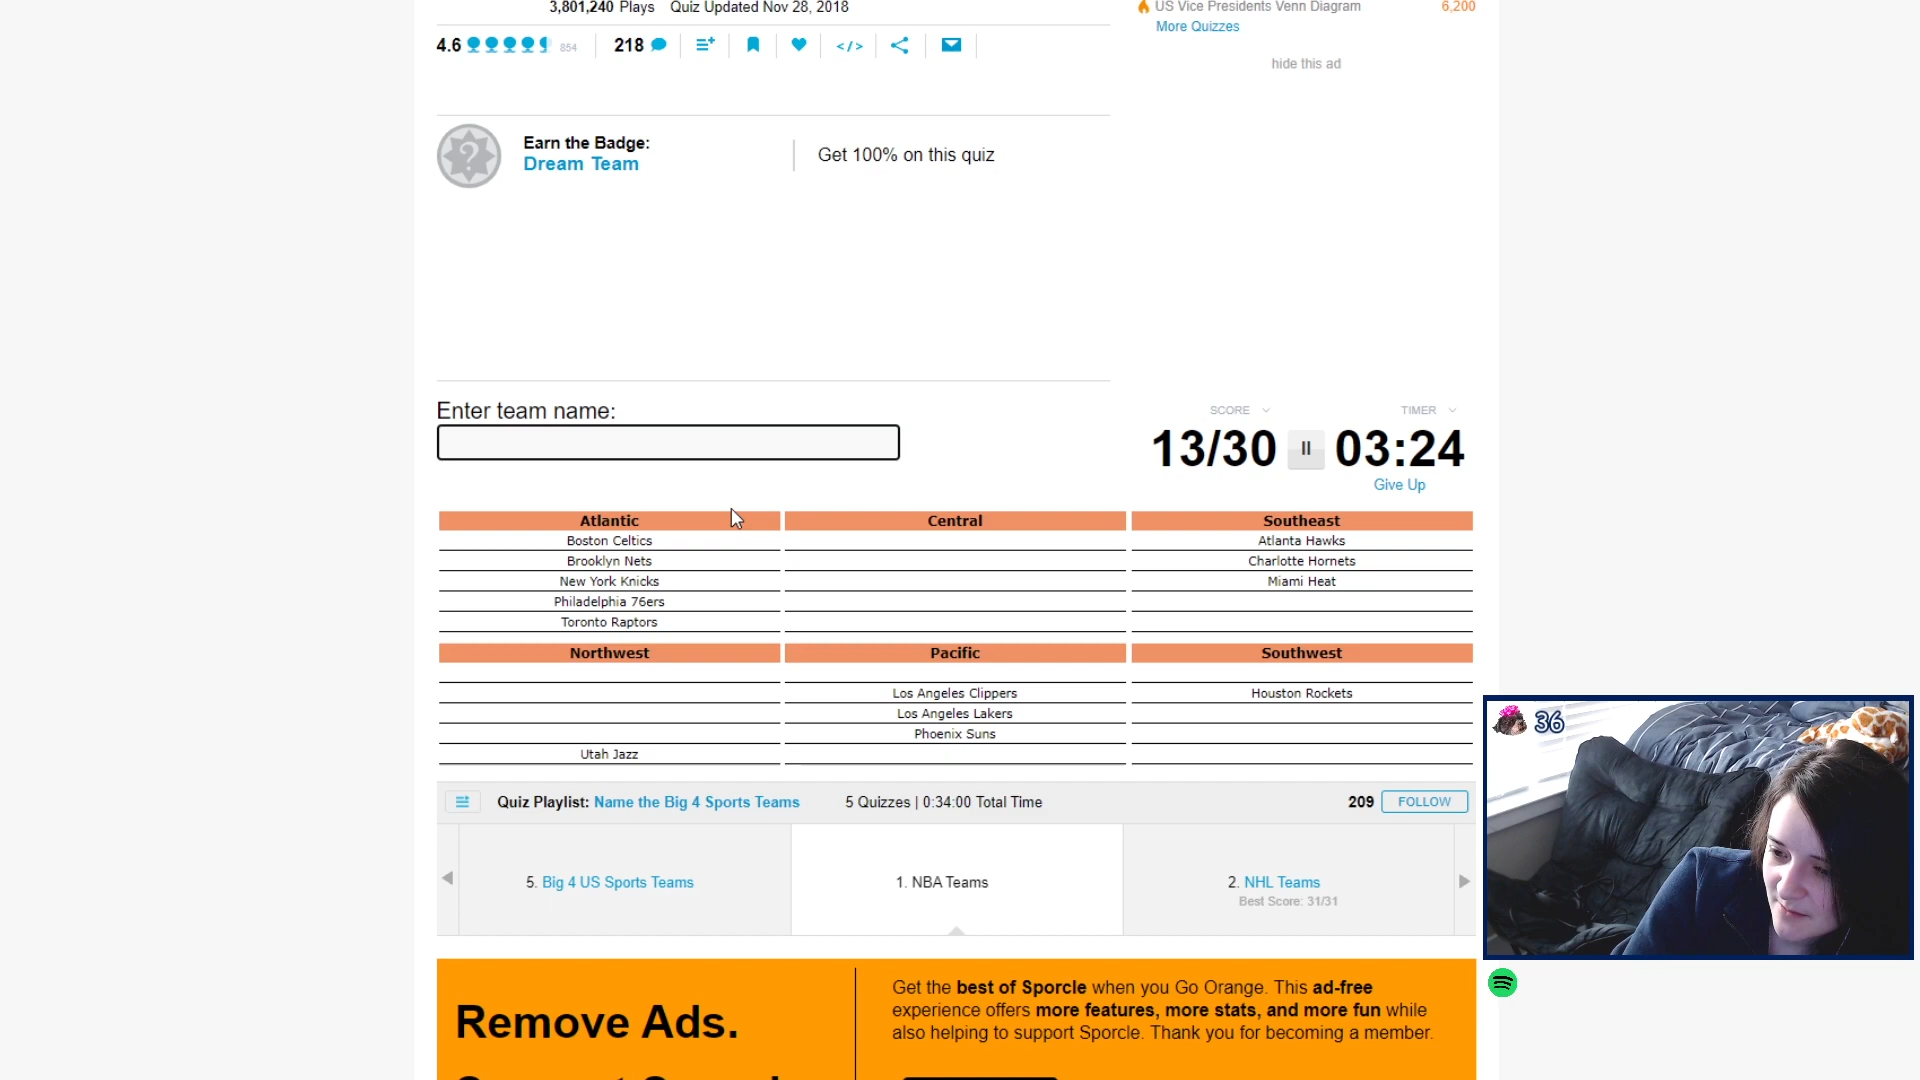 3,801,240 Plays Quiz Updated Nov 28, 2018
US Vice Presidents Venn Diagram 6,200
More Quizzes
4.6 854 218 </>
hide this ad
Earn the Badge:
Dream Team
Get 100% on this quiz
Enter team name:
SCORE TIMER
13/30 03:24
Give Up
Atlantic Central Southeast
Boston Celtics Atlanta Hawks
Brooklyn Nets Charlotte Hornets
New York Knicks Miami Heat
Philadelphia 76ers
Toronto Raptors
Northwest Pacific Southwest
Los Angeles Clippers Houston Rockets
Los Angeles Lakers
Phoenix Suns
Utah Jazz
Quiz Playlist: Name the Big 4 Sports Teams 5 Quizzes | 0:34:00 Total Time 209 FOLLOW
5. Big 4 US Sports Teams 1. NBA Teams 2. NHL Teams
Best Score: 31/31
36
Remove Ads.
Get the best of Sporcle when you Go Orange. This ad-free
experience offers more features, more stats, and more fun while
also helping to support Sporcle. Thank you for becoming a member.